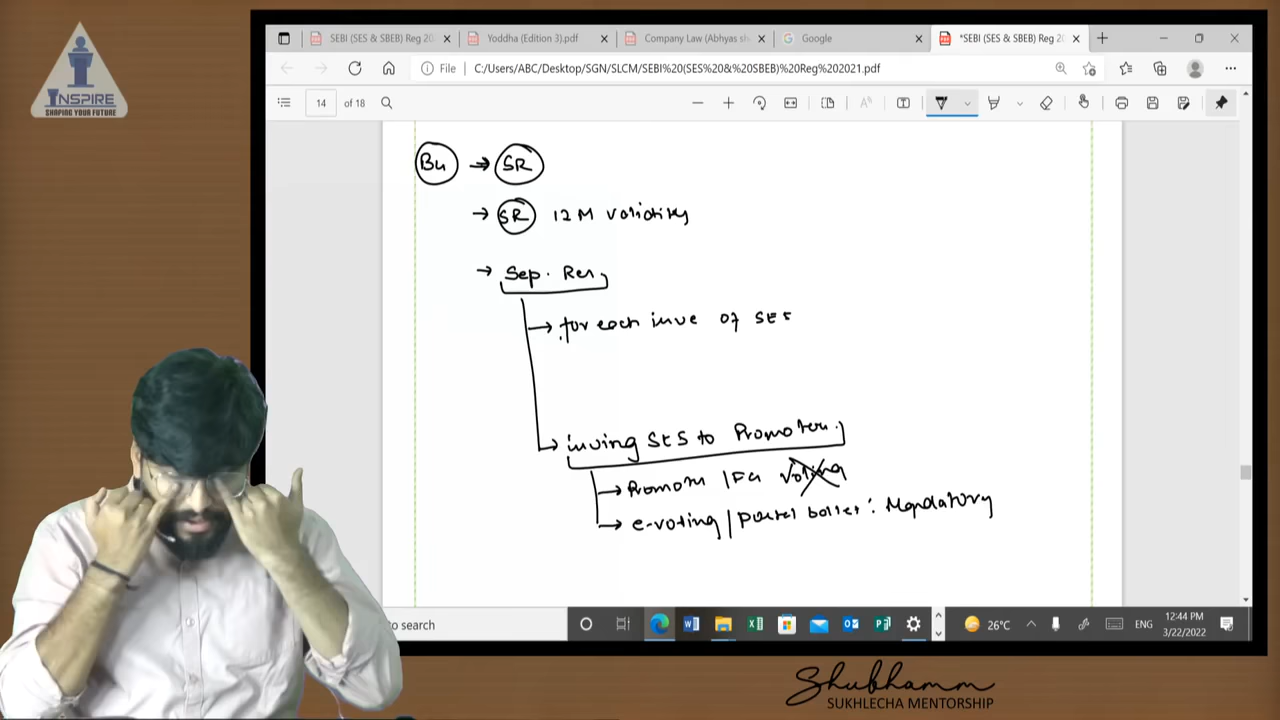 INSPIRE
SHAPING YOUR FUTURE
SEBI (SES & SBEB) Reg 20
Yoddha (Edition 3).pdf
Company Law (Abhyas sh
Google
*SEBI (SES & SBEB) Reg 2
File C:/Users/ABC/Desktop/SGN/SLCM/SEBI%20(SES%20&%20SBEB)%20Reg%202021.pdf
14 of 18
→ SR
→ SR 12M validity
→ Sep. Res
→ for each issue of SES
→ issuing SES to Promoters
→ Promoter / PG voting
→ e-voting / postal ballot : Mandatory
to search
26°C ENG 12:44 PM
3/22/2022
Shubhamm
SUKHLECHA MENTORSHIP